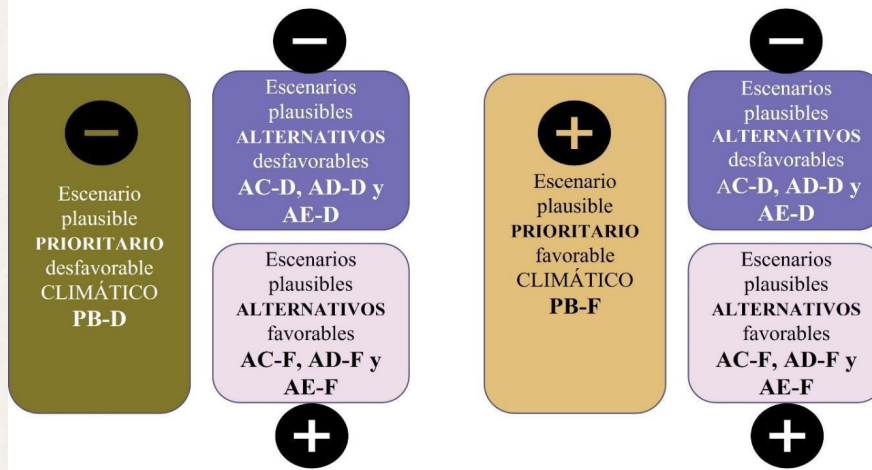 Escenario
plausible
PRIORITARIO
desfavorable
CLIMÁTICO
PB-D
Escenarios
plausibles
ALTERNATIVOS
desfavorables
AC-D, AD-D y
AE-D
Escenarios
plausibles
ALTERNATIVOS
favorables
AC-F, AD-F y
AE-F
Escenario
plausible
PRIORITARIO
favorable
CLIMÁTICO
PB-F
Escenarios
plausibles
ALTERNATIVOS
desfavorables
AC-D, AD-D y
AE-D
Escenarios
plausibles
ALTERNATIVOS
favorables
AC-F, AD-F y
AE-F